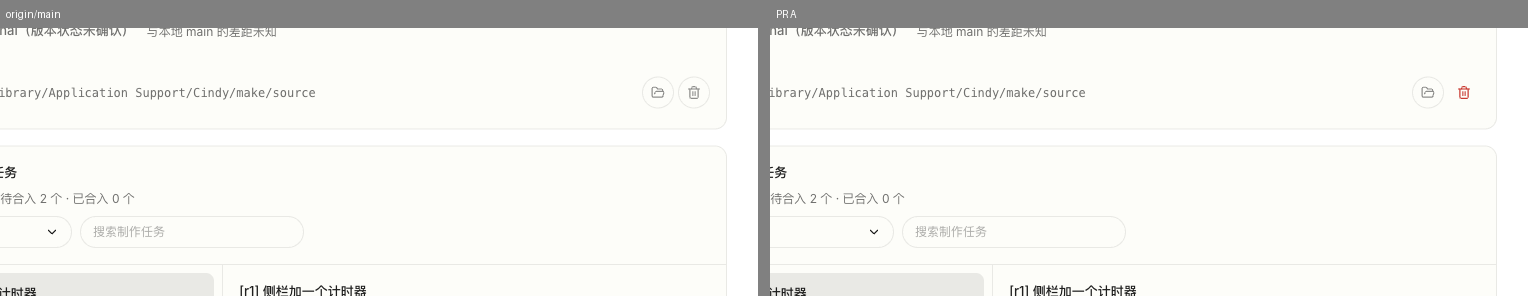 origin/main
PRA
nal（版本状态未确认） 与本地 main 的差距未知
nal（版本状态未确认） 与本地 main 的差距未知
ibrary/Application Support/Cindy/make/source
ibrary/Application Support/Cindy/make/source
任务
任务
待合入 2 个 · 已合入 0 个
待合入 2 个 · 已合入 0 个
搜索制作任务
搜索制作任务
计时器
[r1] 侧栏加一个计时器
计时器
[r1] 侧栏加一个计时器